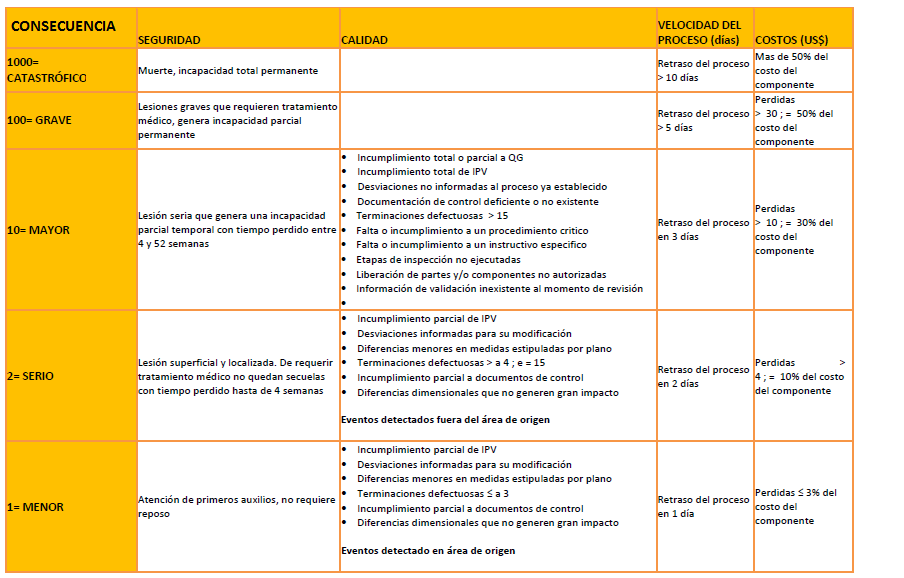 CONSECUENCIA
SEGURIDAD
CALIDAD
VELOCIDAD DEL
PROCESO (días)
COSTOS (US$)
1000=
CATASTRÓFICO
Muerte, incapacidad total permanente
Retraso del proceso
> 10 días
Mas de 50% del
costo del
componente
100= GRAVE
Lesiones graves que requieren tratamiento
médico, genera incapacidad parcial
permanente
Retraso del proceso
> 5 días
Perdidas
> 30 ; = 50% del
costo del
componente
10= MAYOR
Lesión seria que genera una incapacidad
parcial temporal con tiempo perdido entre
4 y 52 semanas
• Incumplimiento total o parcial a QG
• Incumplimiento total de IPV
• Desviaciones no informadas al proceso ya establecido
• Documentación de control deficiente o no existente
• Terminaciones defectuosas > 15
• Falta o incumplimiento a un procedimiento critico
• Falta o incumplimiento a un instructivo especifico
• Etapas de inspección no ejecutadas
• Liberación de partes y/o componentes no autorizadas
• Información de validación inexistente al momento de revisión
•
Retraso del proceso
en 3 días
Perdidas
> 10 ; = 30% del
costo del
componente
2= SERIO
Lesión superficial y localizada. De requerir
tratamiento médico no quedan secuelas
con tiempo perdido hasta de 4 semanas
• Incumplimiento parcial de IPV
• Desviaciones informadas para su modificación
• Diferencias menores en medidas estipuladas por plano
• Terminaciones defectuosas > a 4 ; e = 15
• Incumplimiento parcial a documentos de control
• Diferencias dimensionales que no generen gran impacto
Eventos detectados fuera del área de origen
Retraso del proceso
en 2 días
Perdidas >
4 ; = 10% del costo
del componente
1= MENOR
Atención de primeros auxilios, no requiere
reposo
• Incumplimiento parcial de IPV
• Desviaciones informadas para su modificación
• Diferencias menores en medidas estipuladas por plano
• Terminaciones defectuosas ≤ a 3
• Incumplimiento parcial a documentos de control
• Diferencias dimensionales que no generen gran impacto
Eventos detectado en área de origen
Retraso del proceso
en 1 día
Perdidas ≤ 3% del
costo del
componente